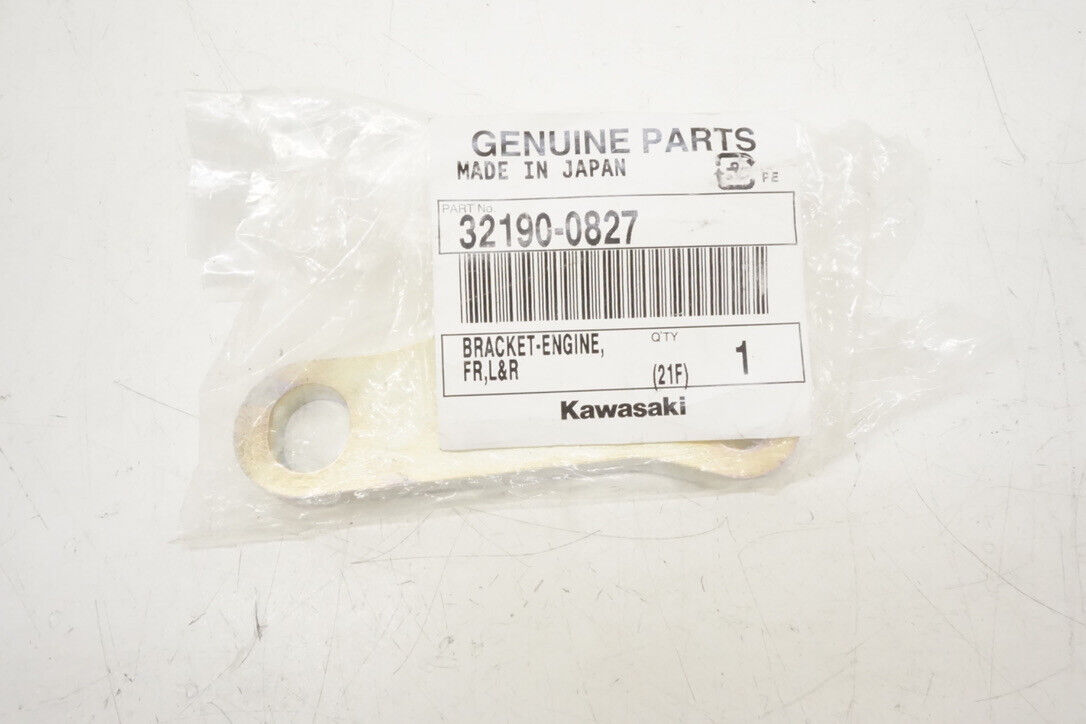 GENUINE PARTS
MADE IN JAPAN
PE
PART No.
32190-0827
BRACKET-ENGINE,
FR,L&R
Q'TY
(21F)
1
Kawasaki